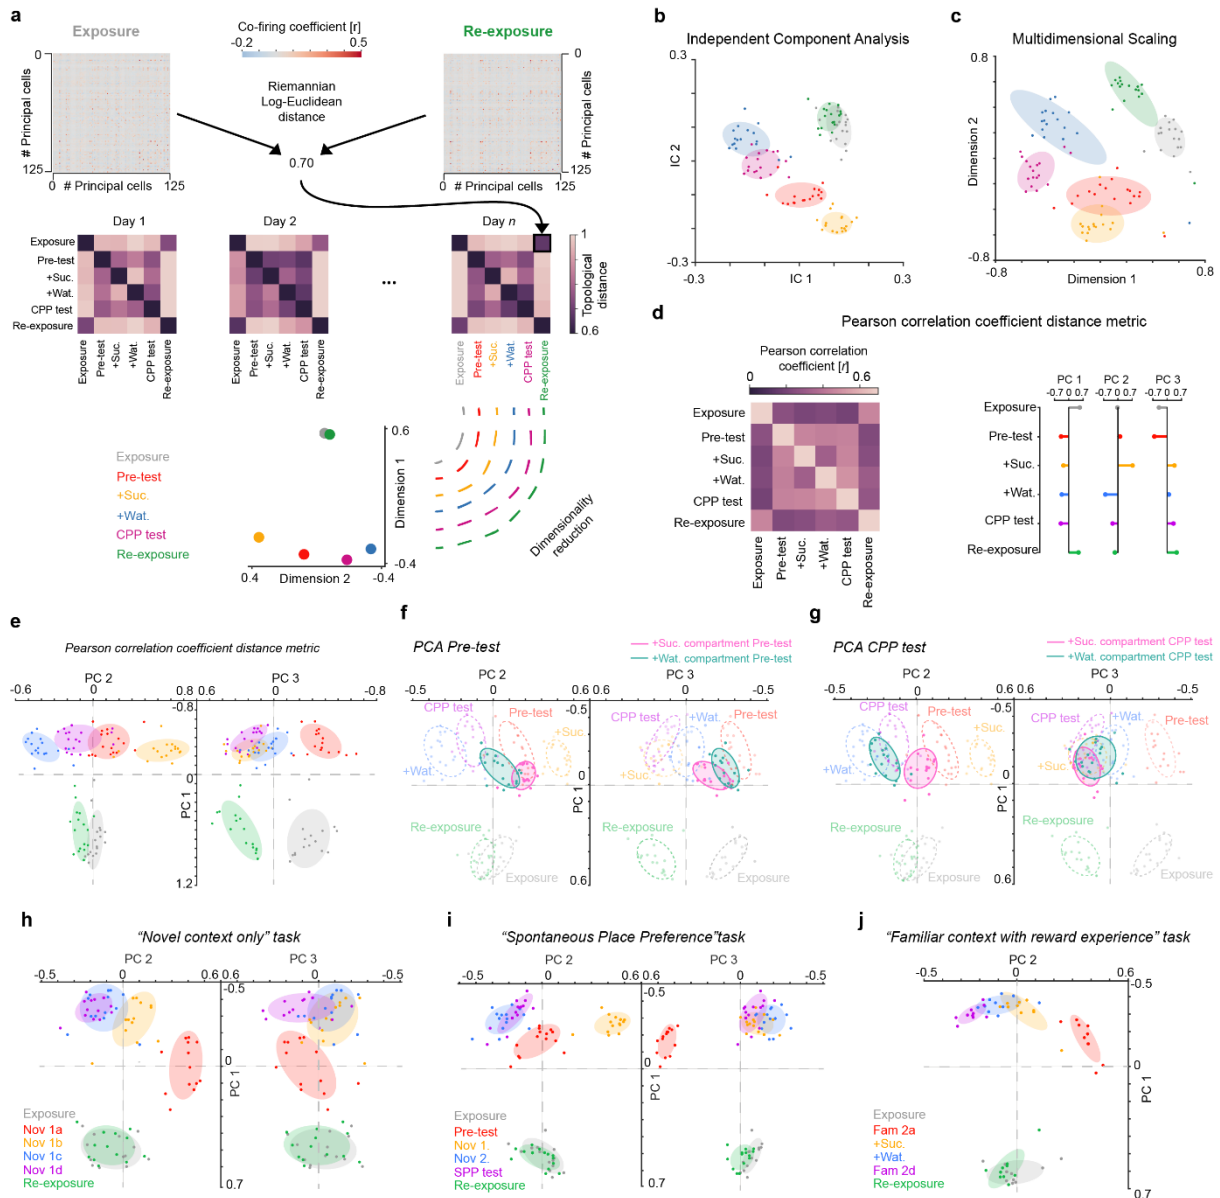 a
Exposure
Co-firing coefficient [r]
-0.2
0.5
Re-exposure
0
125
# Principal cells
0
# Principal cells
125
Riemannian
Log-Euclidean
distance
0.70
0
125
# Principal cells
0
# Principal cells
125
Day 1
Day 2
...
Day n
Exposure
Pre-test
+Suc.
+Wat.
CPP test
Re-exposure
Exposure
Pre-test
+Suc.
+Wat.
CPP test
Re-exposure
Exposure
Pre-test
+Suc.
+Wat.
CPP test
Re-exposure
Exposure
Pre-test
+Suc.
+Wat.
CPP test
Re-exposure
1
Topological
distance
0.6
Exposure
Pre-test
+Suc.
+Wat.
CPP test
Re-exposure
0.6
Dimension 1
-0.4
0.4
Dimension 2
-0.4
Dimensionality
reduction
b
Independent Component Analysis
0.3
IC 2
-0.3
IC 1
0.3
c
Multidimensional Scaling
0.8
Dimension 2
-0.8
-0.8
Dimension 1
0.8
d
Pearson correlation coefficient distance metric
Pearson correlation
coefficient [r]
0
0.6
Exposure
Pre-test
+Suc.
+Wat.
CPP test
Re-exposure
Exposure
Pre-test
+Suc.
+Wat.
CPP test
Re-exposure
PC 1
PC 2
PC 3
-0.7 0 0.7
-0.7 0 0.7
-0.7 0 0.7
Exposure
Pre-test
+Suc.
+Wat.
CPP test
Re-exposure
e
Pearson correlation coefficient distance metric
PC 2
PC 3
-0.6
0
0.8
0.6
0
-0.8
-0.8
0
PC 1
1.2
f
PCA Pre-test
+Suc. compartment Pre-test
+Wat. compartment Pre-test
PC 2
PC 3
-0.5
0
0.6
0.6
0
-0.5
-0.5
CPP test
Pre-test
+Suc.
+Wat.
CPP test
+Wat.
Pre-test
+Suc.
0
PC 1
Re-exposure
Exposure
Re-exposure
Exposure
0.6
g
PCA CPP test
+Suc. compartment CPP test
+Wat. compartment CPP test
PC 2
PC 3
-0.5
0
0.6
0.6
0
-0.5
-0.5
CPP test
Pre-test
+Suc.
+Wat.
CPP test
+Wat.
Pre-test
+Suc
0
PC 1
Re-exposure
Exposure
Re-exposure
Exposure
0.6
h
“Novel context only” task
PC 2
PC 3
-0.5
0
0.6
0.6
0
-0.5
-0.5
0
PC 1
0.7
Exposure
Nov 1a
Nov 1b
Nov 1c
Nov 1d
Re-exposure
i
“Spontaneous Place Preference”task
PC 2
PC 3
-0.5
0
0.6
0.6
0
-0.5
-0.5
0
PC 1
0.7
Exposure
Pre-test
Nov 1.
Nov 2.
SPP test
Re-exposure
j
“Familiar context with reward experience” task
PC 2
-0.5
0
0.6
-0.5
0
PC 1
0.7
Exposure
Fam 2a
+Suc.
+Wat.
Fam 2d
Re-exposure